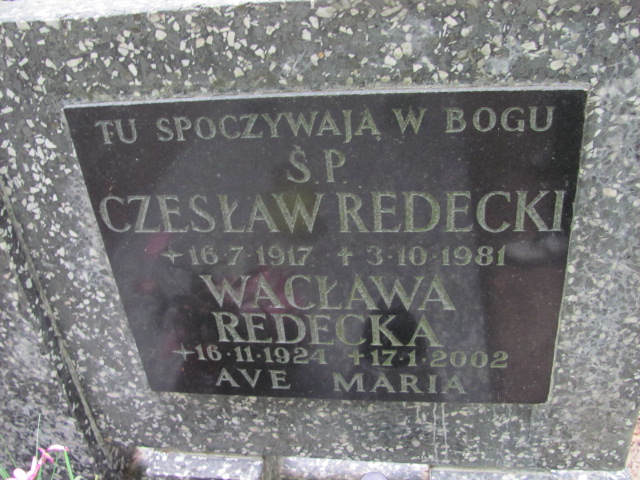 TU SPOCZYWAJĄ W BOGU
ŚP
CZESŁAW REDECKI
+16·7·1917 +3·10·1981
WACŁAWA
REDECKA
+16·11·1924 +17·1·2002
AVE MARIA